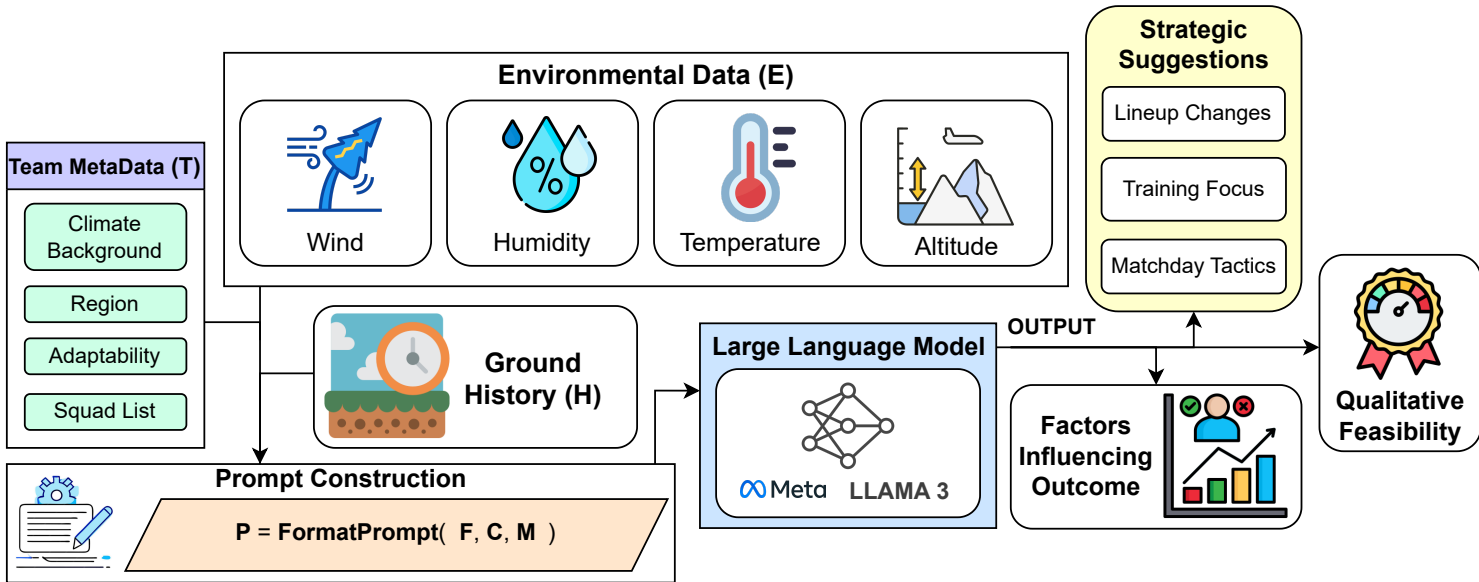 Environmental Data (E)
Wind
Humidity
Temperature
Altitude
Team MetaData (T)
Climate
Background
Region
Adaptability
Squad List
Ground
History (H)
Prompt Construction
P = FormatPrompt( F, C, M )
Large Language Model
Meta LLAMA 3
OUTPUT
Strategic
Suggestions
Lineup Changes
Training Focus
Matchday Tactics
Factors
Influencing
Outcome
Qualitative
Feasibility
%